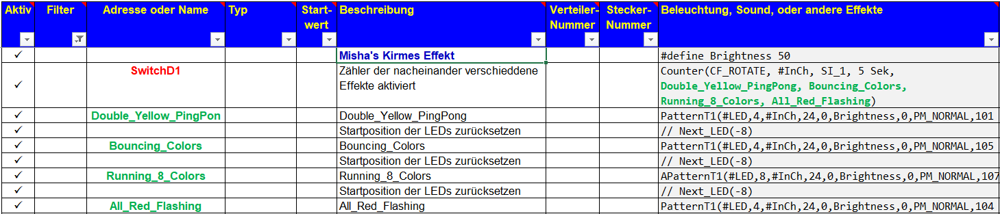 Aktiv Filter Adresse oder Name Typ Start- Beschreibung Verteiler- Stecker- Beleuchtung, Sound, oder andere Effekte
wert Nummer Nummer
✓ Misha's Kirmes Effekt #define Brightness 50
SwitchD1 Zähler der nacheinander verschieddene Counter(CF_ROTATE, #InCh, SI_1, 5 Sek,
✓ Effekte aktiviert Double_Yellow_PingPong, Bouncing_Colors,
Running_8_Colors, All_Red_Flashing)
✓ Double_Yellow_PingPon Double_Yellow_PingPong PatternT1(#LED,4,#InCh,24,0,Brightness,0,PM_NORMAL,101
✓ Startposition der LEDs zurücksetzen // Next_LED(-8)
✓ Bouncing_Colors Bouncing_Colors PatternT1(#LED,4,#InCh,24,0,Brightness,0,PM_NORMAL,105
✓ Startposition der LEDs zurücksetzen // Next_LED(-8)
✓ Running_8_Colors Running_8_Colors APatternT1(#LED,8,#InCh,24,0,Brightness,0,PM_NORMAL,107
✓ Startposition der LEDs zurücksetzen // Next_LED(-8)
✓ All_Red_Flashing All_Red_Flashing PatternT1(#LED,4,#InCh,24,0,Brightness,0,PM_NORMAL,104